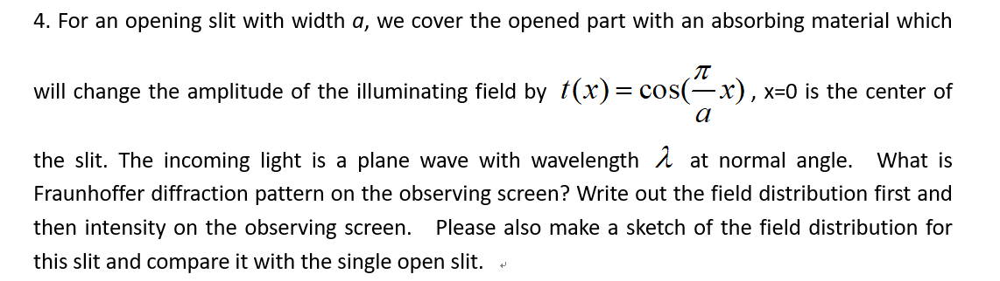 4. For an opening slit with width a, we cover the opened part with an absorbing material which
will change the amplitude of the illuminating field by t(x) = cos(π/a x), x=0 is the center of
the slit. The incoming light is a plane wave with wavelength λ at normal angle. What is
Fraunhoffer diffraction pattern on the observing screen? Write out the field distribution first and
then intensity on the observing screen. Please also make a sketch of the field distribution for
this slit and compare it with the single open slit. ↵